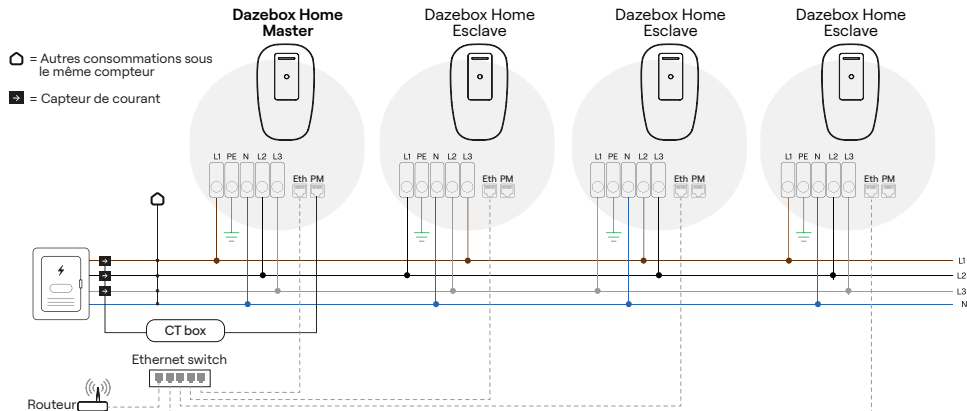 Dazebox Home
Master
Dazebox Home
Esclave
Dazebox Home
Esclave
Dazebox Home
Esclave
= Autres consommations sous
le même compteur
= Capteur de courant
L1 PE N L2 L3
Eth PM
L1 PE N L2 L3
Eth PM
L1 PE N L2 L3
Eth PM
L1 PE N L2 L3
Eth PM
L1
L2
L3
N
CT box
Ethernet switch
Routeur